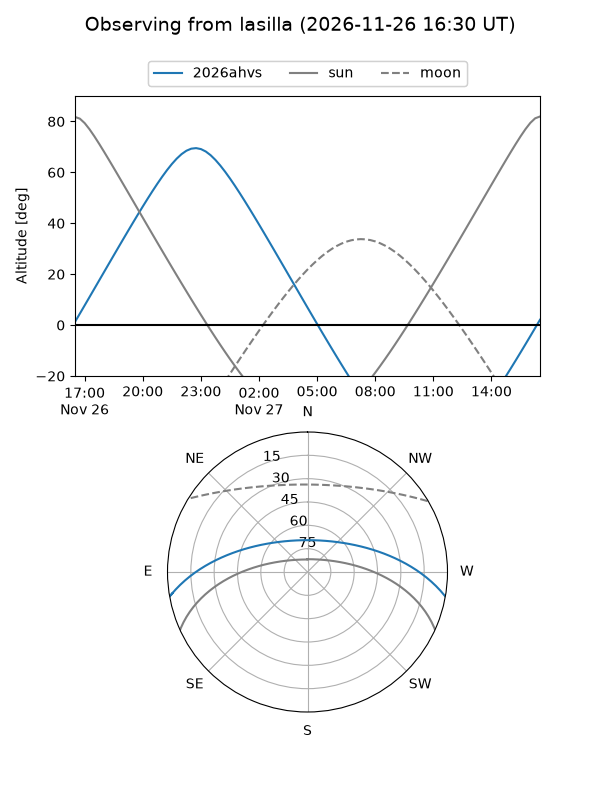 Observing from lasilla (2026-11-26 16:30 UT)
2026ahvs sun moon
Altitude [deg]
80
60
40
20
0
−20
17:00 20:00 23:00 02:00 05:00 08:00 11:00 14:00
Nov 26 Nov 27
N
NE NW
15
30
45
60
75
E W
SE SW
S